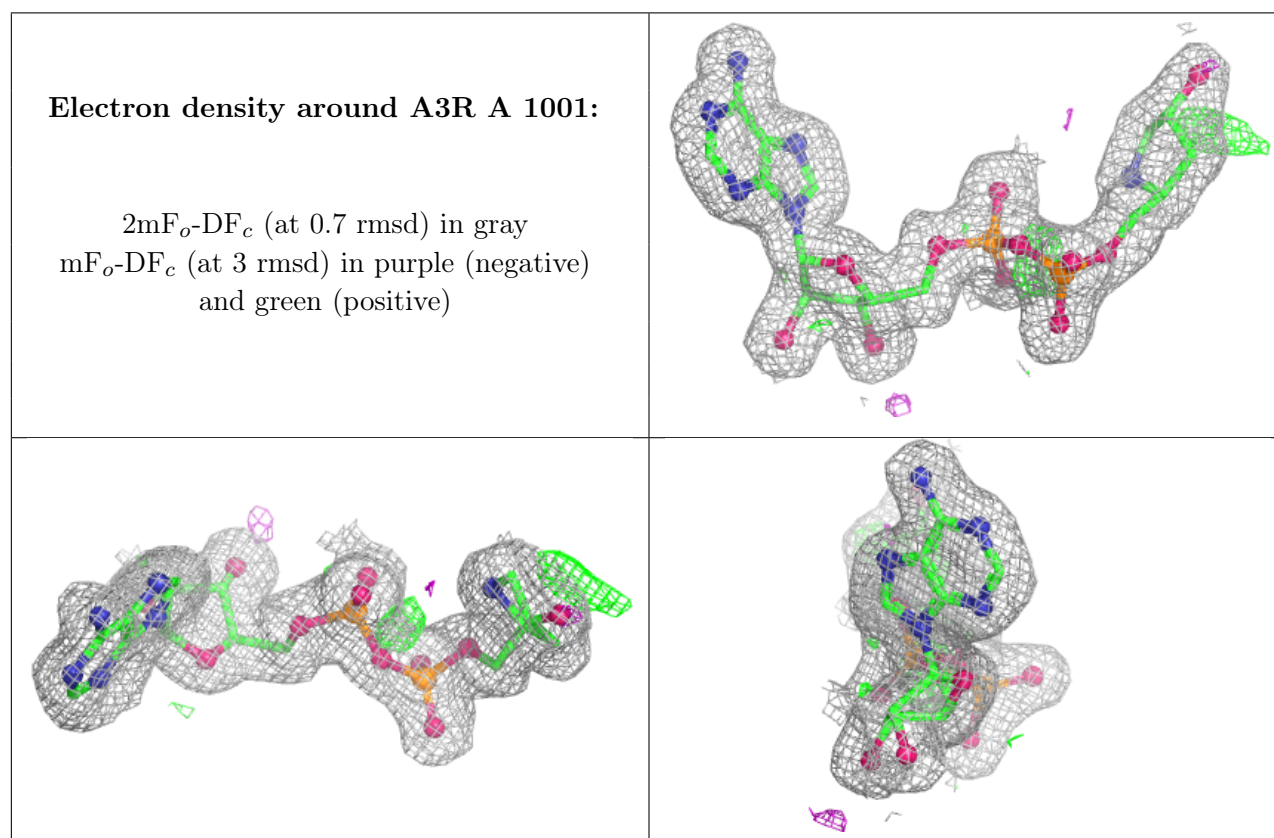 Electron density around A3R A 1001:
2mFₒ-DF𝒸 (at 0.7 rmsd) in gray
mFₒ-DF𝒸 (at 3 rmsd) in purple (negative)
and green (positive)